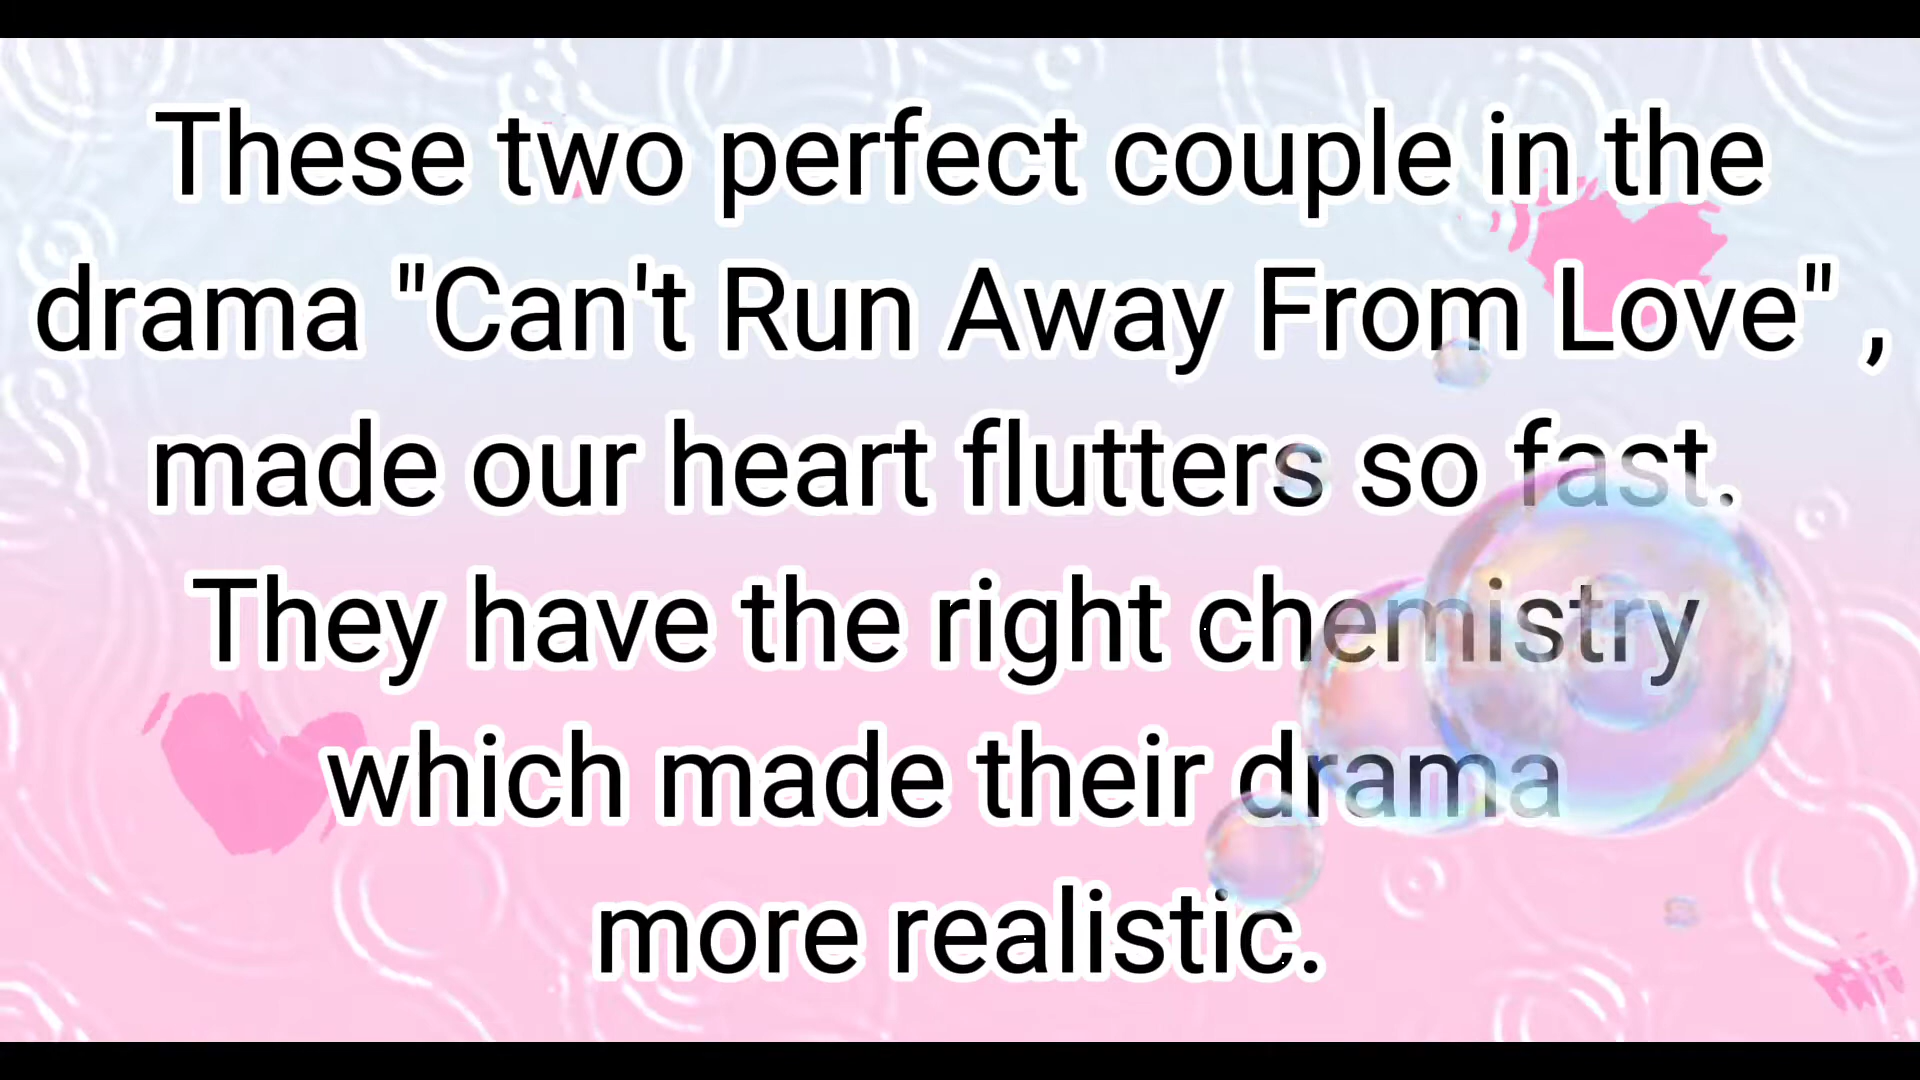 These two perfect couple in the
drama "Can't Run Away From Love" ,
made our heart flutters so fast.
They have the right chemistry
which made their drama
more realistic.